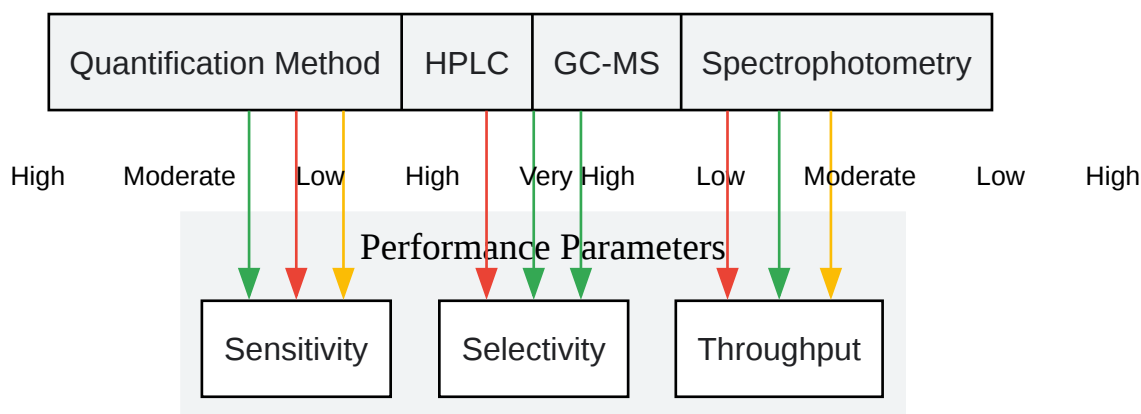 Quantification Method HPLC GC-MS Spectrophotometry
High Moderate Low High Very High Low Moderate Low High
Performance Parameters
Sensitivity Selectivity Throughput